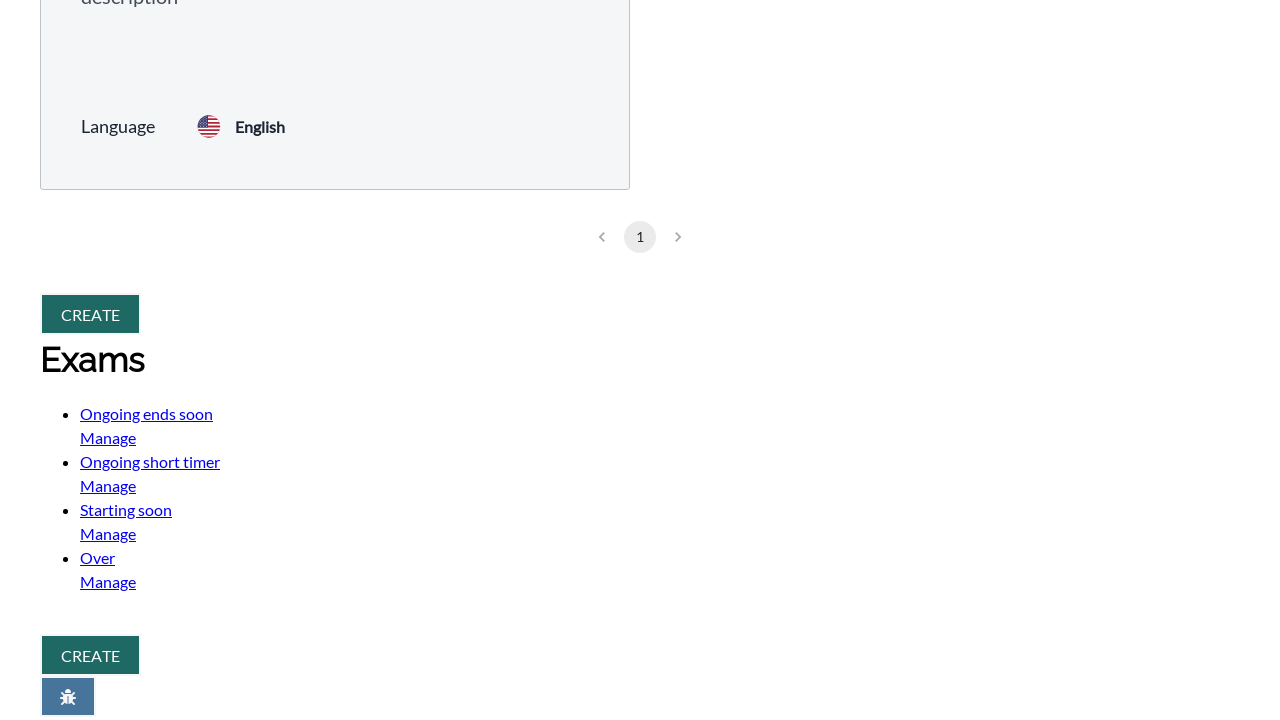 description
Language English
1
CREATE
Exams
Ongoing ends soon
Manage
Ongoing short timer
Manage
Starting soon
Manage
Over
Manage
CREATE